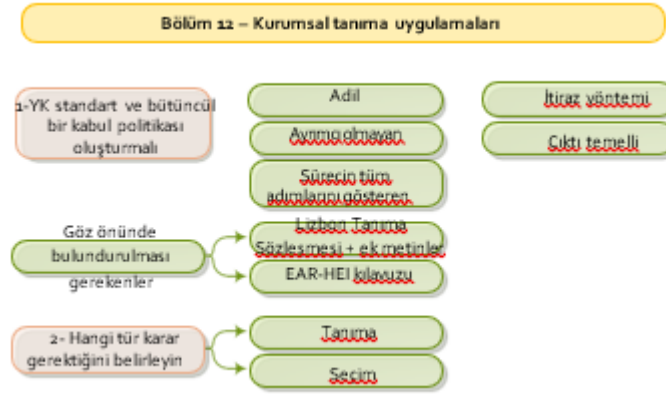 Bölüm 12 – Kurumsal tanıma uygulamaları
1-YK standart ve bütüncül
bir kabul politikası
oluşturmalı
Adil
Ayrımcı olmayan
Sürecin tüm
adımlarını gösteren
İtiraz yöntemi
Çıktı temelli
Göz önünde
bulundurulması
gerekenler
Lizbon Tanıma
Sözleşmesi + ek metinler
EAR-HEI kılavuzu
2- Hangi tür karar
gerektiğini belirleyin
Tanıma
Seçim